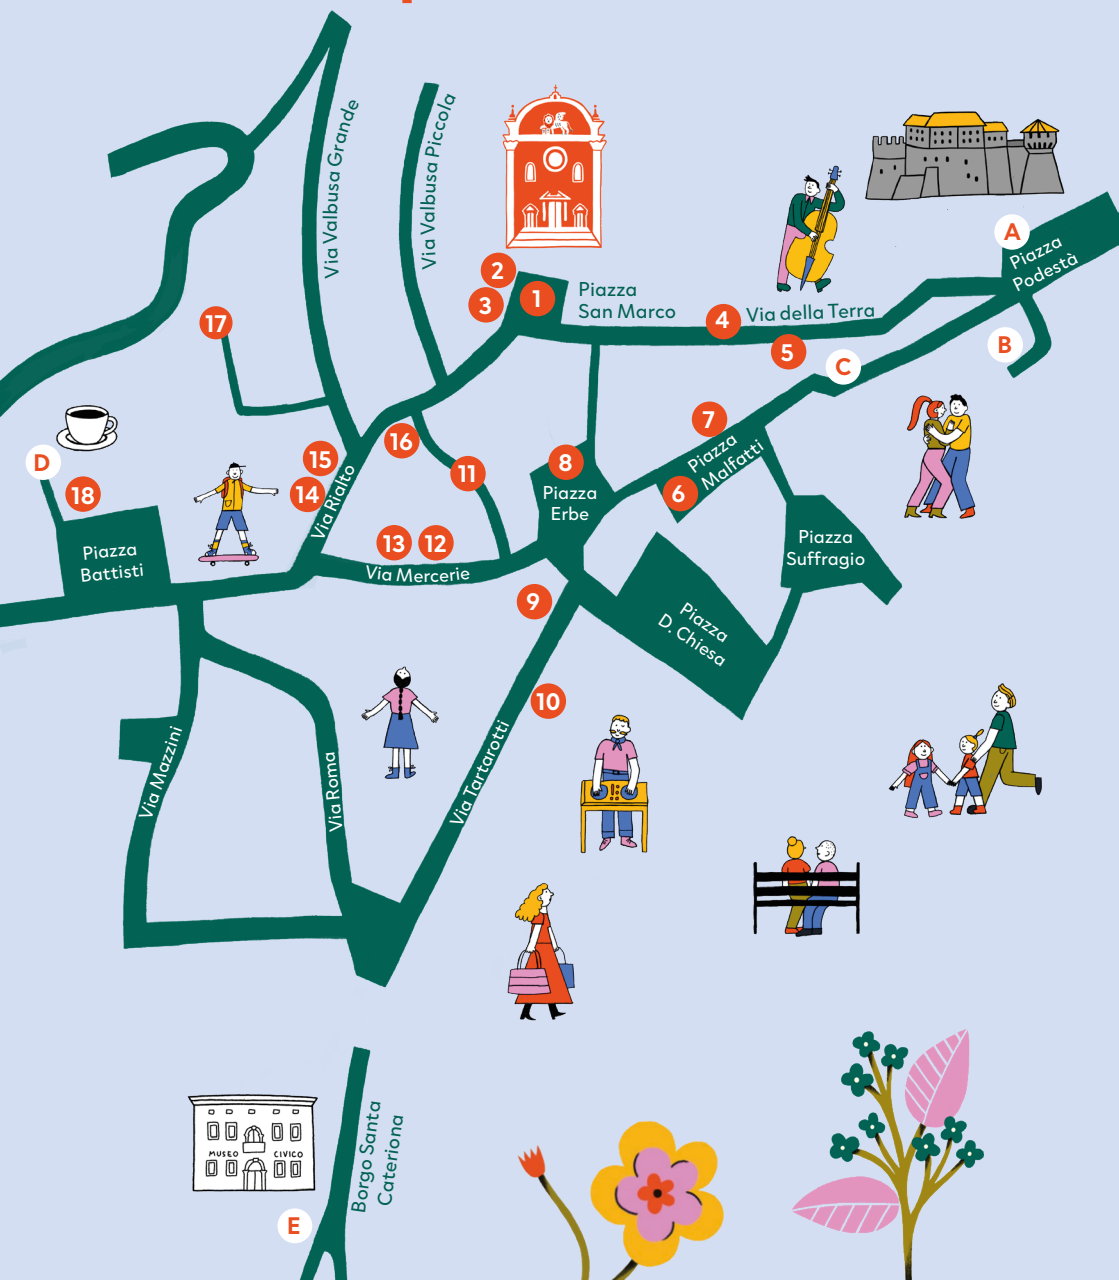 Via Valbusa Grande
Via Valbusa Piccola
A
Piazza
Podestà
2
3
1
Piazza
San Marco
4
Via della Terra
5
B
C
17
D
18
15
14
Via Rialto
16
11
7
Piazza
Malfatti
6
8
Piazza
Erbe
Piazza
Battisti
13
12
Via Mercerie
Piazza
Suffragio
9
Piazza
D. Chiesa
10
Via Mazzini
Via Roma
Via Tartarotti
MUSEO CIVICO
Borgo Santa
Cateriona
E